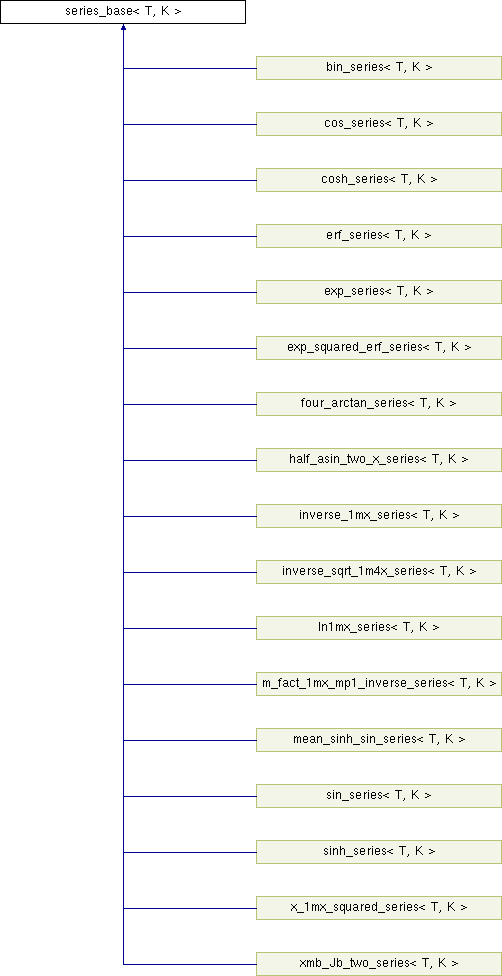 series_base< T, K >
bin_series< T, K >
cos_series< T, K >
cosh_series< T, K >
erf_series< T, K >
exp_series< T, K >
exp_squared_erf_series< T, K >
four_arctan_series< T, K >
half_asin_two_x_series< T, K >
inverse_1mx_series< T, K >
inverse_sqrt_1m4x_series< T, K >
ln1mx_series< T, K >
m_fact_1mx_mp1_inverse_series< T, K >
mean_sinh_sin_series< T, K >
sin_series< T, K >
sinh_series< T, K >
x_1mx_squared_series< T, K >
xmb_Jb_two_series< T, K >